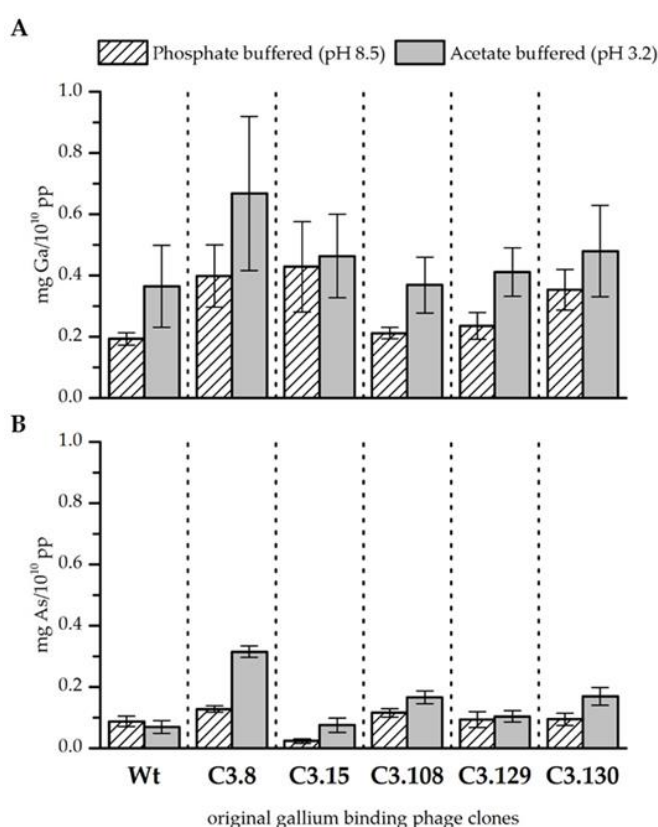 A
Phosphate buffered (pH 8.5) Acetate buffered (pH 3.2)
1.0
0.8
0.6
0.4
0.2
0.0
mg Ga/10¹⁰ pp
B
1.0
0.8
0.6
0.4
0.2
0.0
mg As/10¹⁰ pp
Wt C3.8 C3.15 C3.108 C3.129 C3.130
original gallium binding phage clones